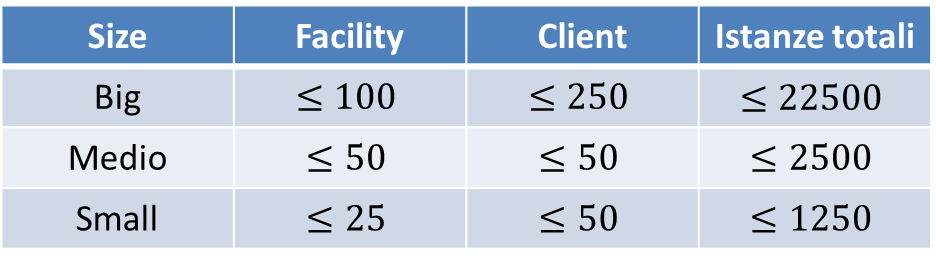 Size Facility Client Istanze totali
Big ≤ 100 ≤ 250 ≤ 22500
Medio ≤ 50 ≤ 50 ≤ 2500
Small ≤ 25 ≤ 50 ≤ 1250